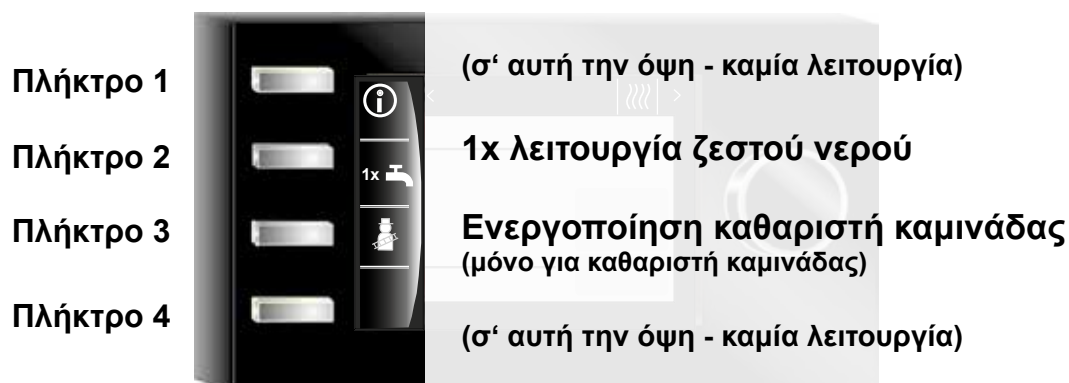 Πλήκτρο 1
(σ‘ αυτή την όψη - καμία λειτουργία)
Πλήκτρο 2
1x
1x λειτουργία ζεστού νερού
Πλήκτρο 3
Ενεργοποίηση καθαριστή καμινάδας
(μόνο για καθαριστή καμινάδας)
Πλήκτρο 4
(σ‘ αυτή την όψη - καμία λειτουργία)